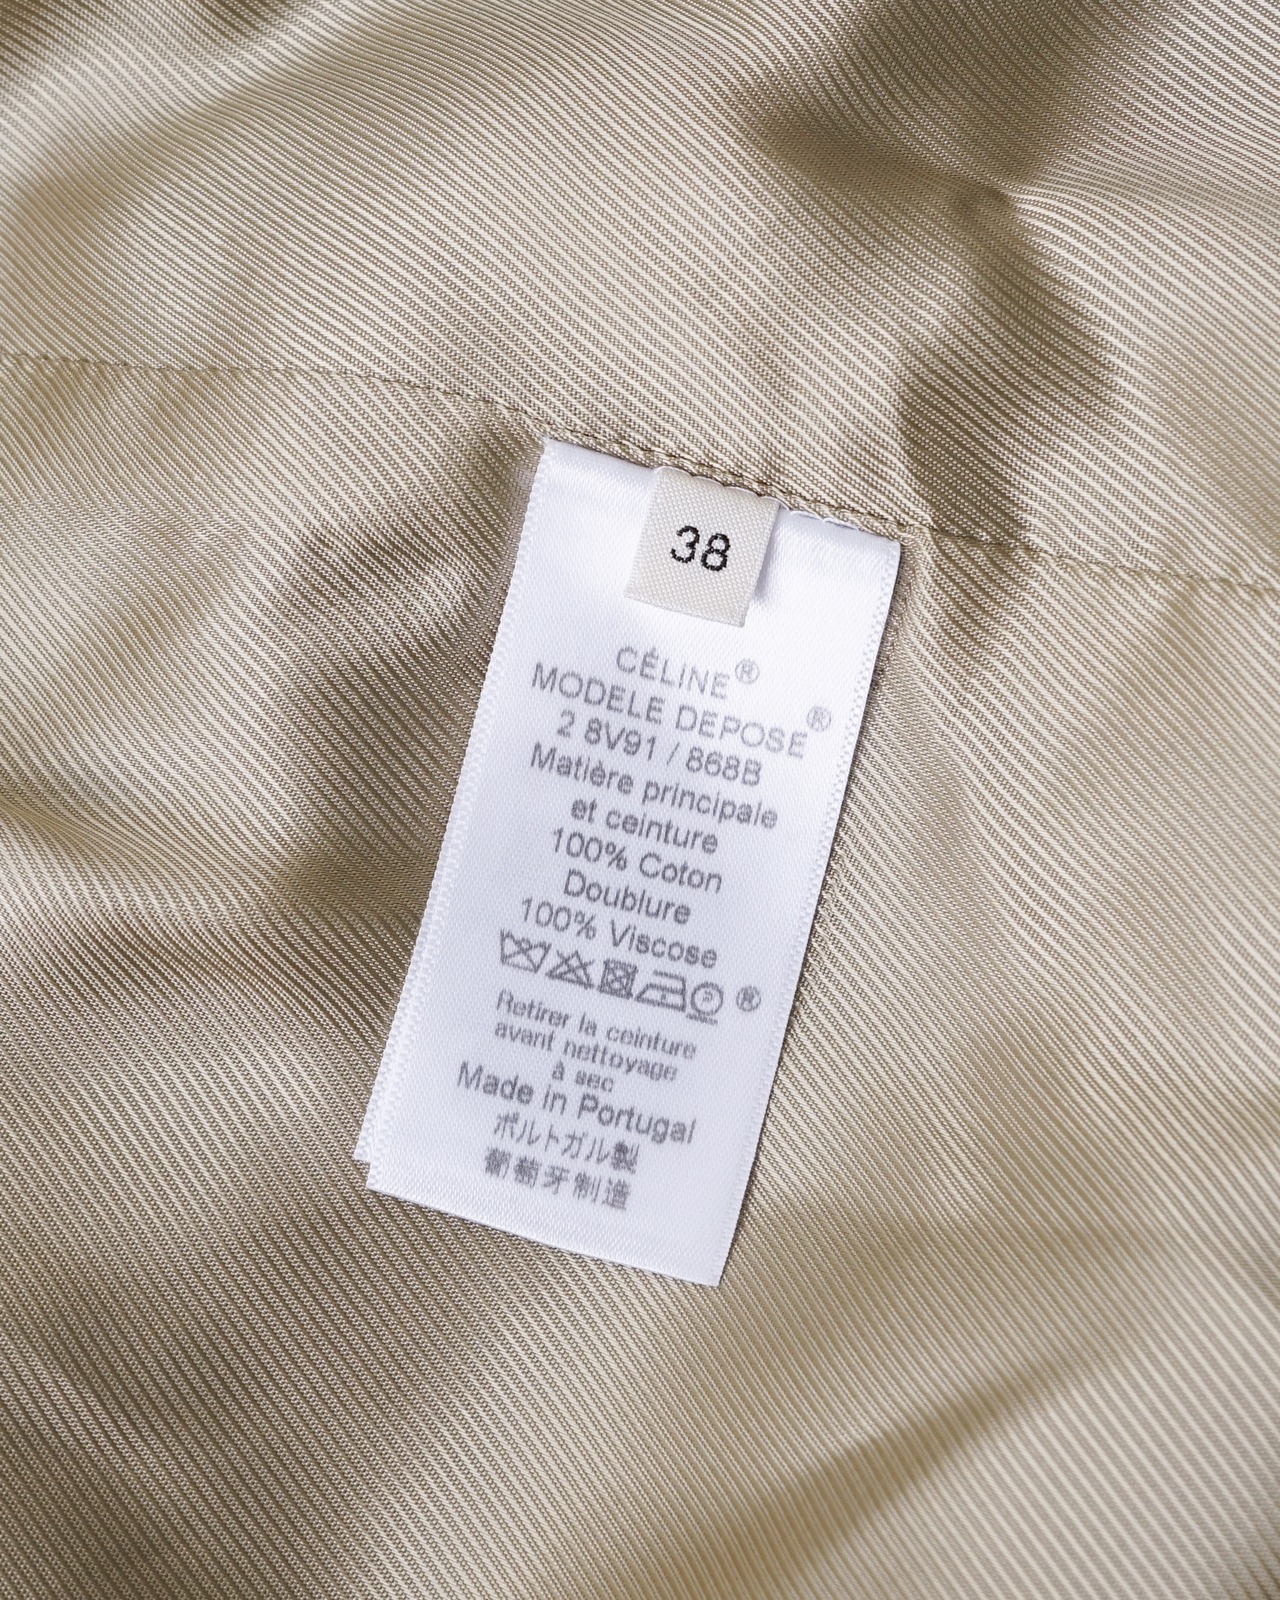 38
CÉLINE®
MODELE DEPOSE®
2 8V91 / 868B
Matière principale
et ceinture
100% Coton
Doublure
100% Viscose
P ®
Retirer la ceinture
avant nettoyage
à sec
Made in Portugal
ポルトガル製
葡萄牙制造